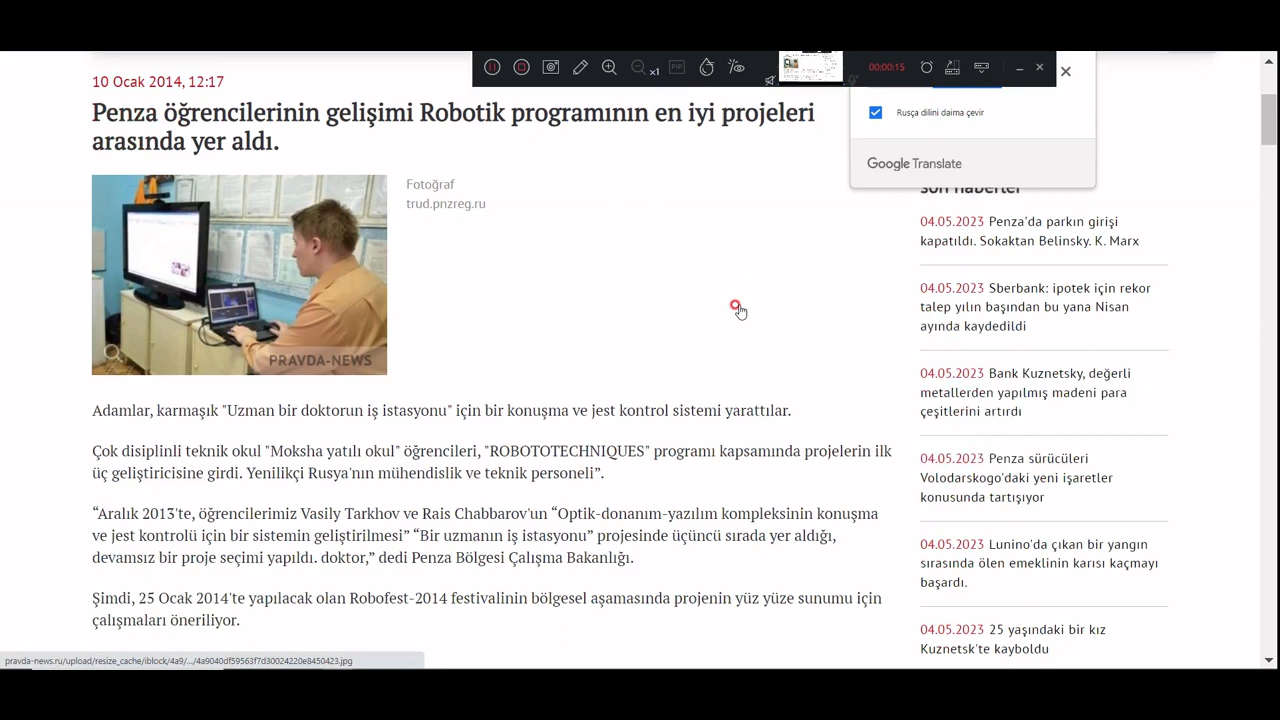 x1
PIP
00:00:15
10 Ocak 2014, 12:17
Penza öğrencilerinin gelişimi Robotik programının en iyi projeleri
arasında yer aldı.
Rusça dilini daima çevir
Google Translate
Fotoğraf
trud.pnzreg.ru
PRAVDA-NEWS
Adamlar, karmaşık "Uzman bir doktorun iş istasyonu" için bir konuşma ve jest kontrol sistemi yarattılar.
Çok disiplinli teknik okul "Moksha yatılı okul" öğrencileri, "ROBOTOTECHNIQUES" programı kapsamında projelerin ilk
üç geliştiricisine girdi. Yenilikçi Rusya'nın mühendislik ve teknik personeli”.
“Aralık 2013'te, öğrencilerimiz Vasily Tarkhov ve Rais Chabbarov'un “Optik-donanım-yazılım kompleksinin konuşma
ve jest kontrolü için bir sistemin geliştirilmesi” “Bir uzmanın iş istasyonu” projesinde üçüncü sırada yer aldığı,
devamsız bir proje seçimi yapıldı. doktor,” dedi Penza Bölgesi Çalışma Bakanlığı.
Şimdi, 25 Ocak 2014'te yapılacak olan Robofest-2014 festivalinin bölgesel aşamasında projenin yüz yüze sunumu için
çalışmaları öneriliyor.
son haberler
04.05.2023 Penza'da parkın girişi
kapatıldı. Sokaktan Belinsky. K. Marx
04.05.2023 Sberbank: ipotek için rekor
talep yılın başından bu yana Nisan
ayında kaydedildi
04.05.2023 Bank Kuznetsky, değerli
metallerden yapılmış madeni para
çeşitlerini artırdı
04.05.2023 Penza sürücüleri
Volodarskogo'daki yeni işaretler
konusunda tartışıyor
04.05.2023 Lunino'da çıkan bir yangın
sırasında ölen emeklinin karısı kaçmayı
başardı.
04.05.2023 25 yaşındaki bir kız
Kuznetsk'te kayboldu
pravda-news.ru/upload/resize_cache/iblock/4a9/.../4a9040df59563f7d30024220e8450423.jpg